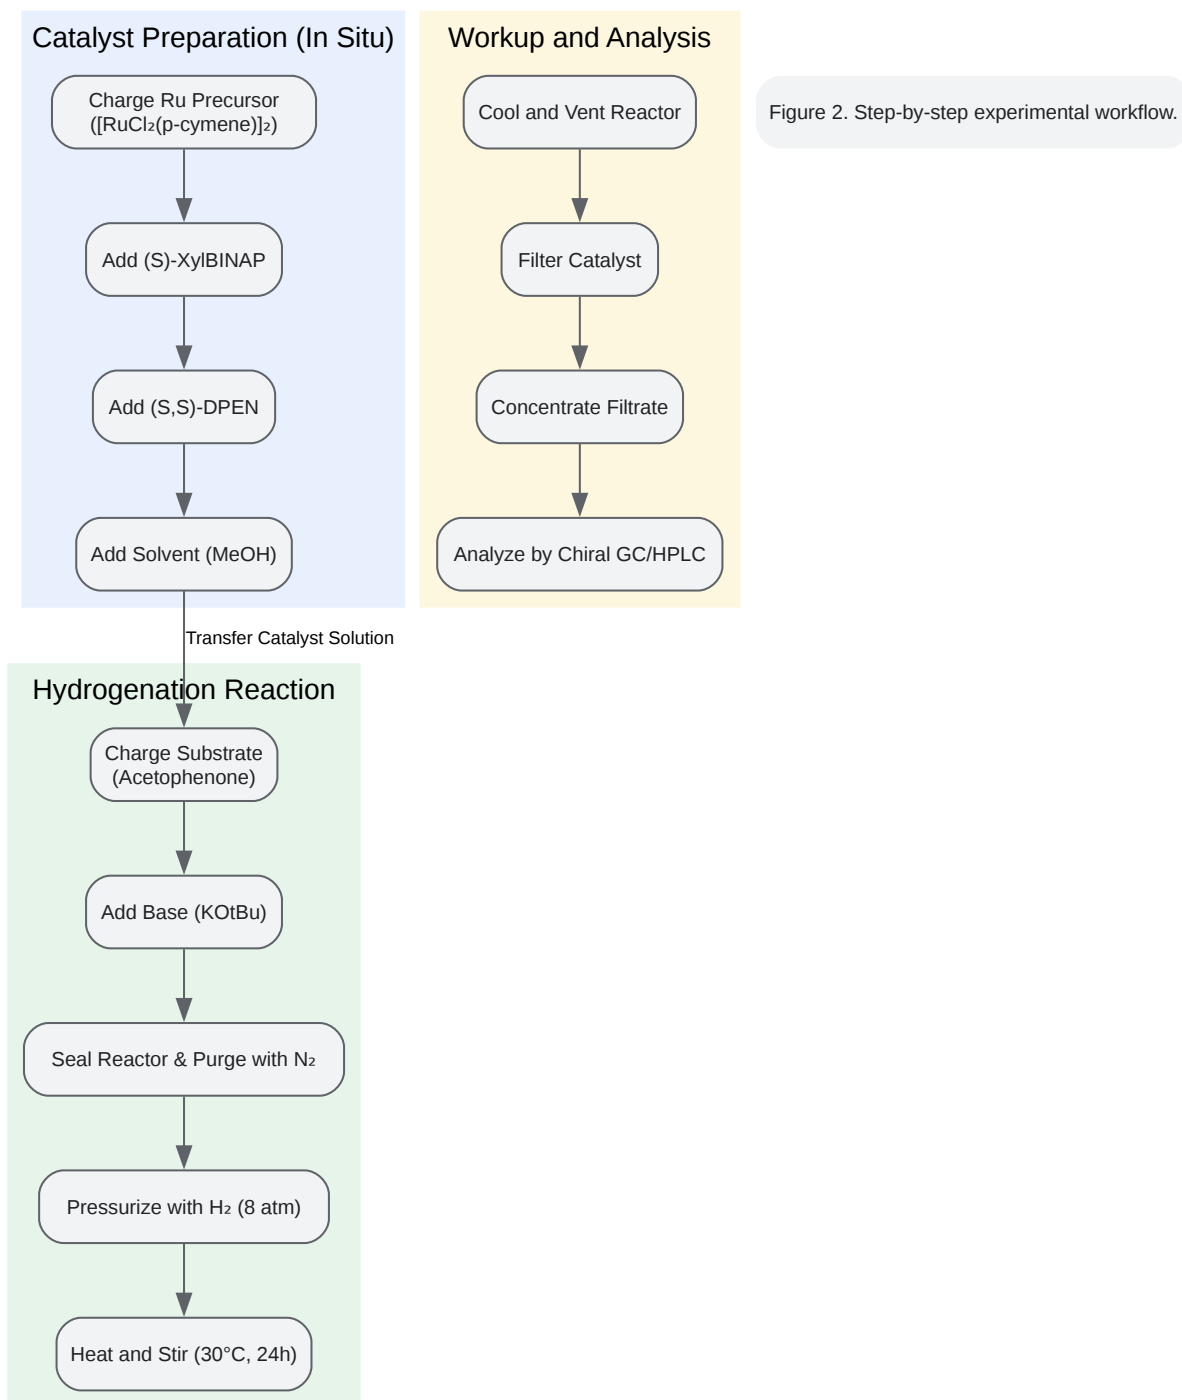 Catalyst Preparation (In Situ)
Charge Ru Precursor
([RuCl₂(p-cymene)]₂)
Add (S)-XylBINAP
Add (S,S)-DPEN
Add Solvent (MeOH)
Transfer Catalyst Solution
Hydrogenation Reaction
Charge Substrate
(Acetophenone)
Add Base (KOtBu)
Seal Reactor & Purge with N₂
Pressurize with H₂ (8 atm)
Heat and Stir (30°C, 24h)
Workup and Analysis
Cool and Vent Reactor
Filter Catalyst
Concentrate Filtrate
Analyze by Chiral GC/HPLC
Figure 2. Step-by-step experimental workflow.